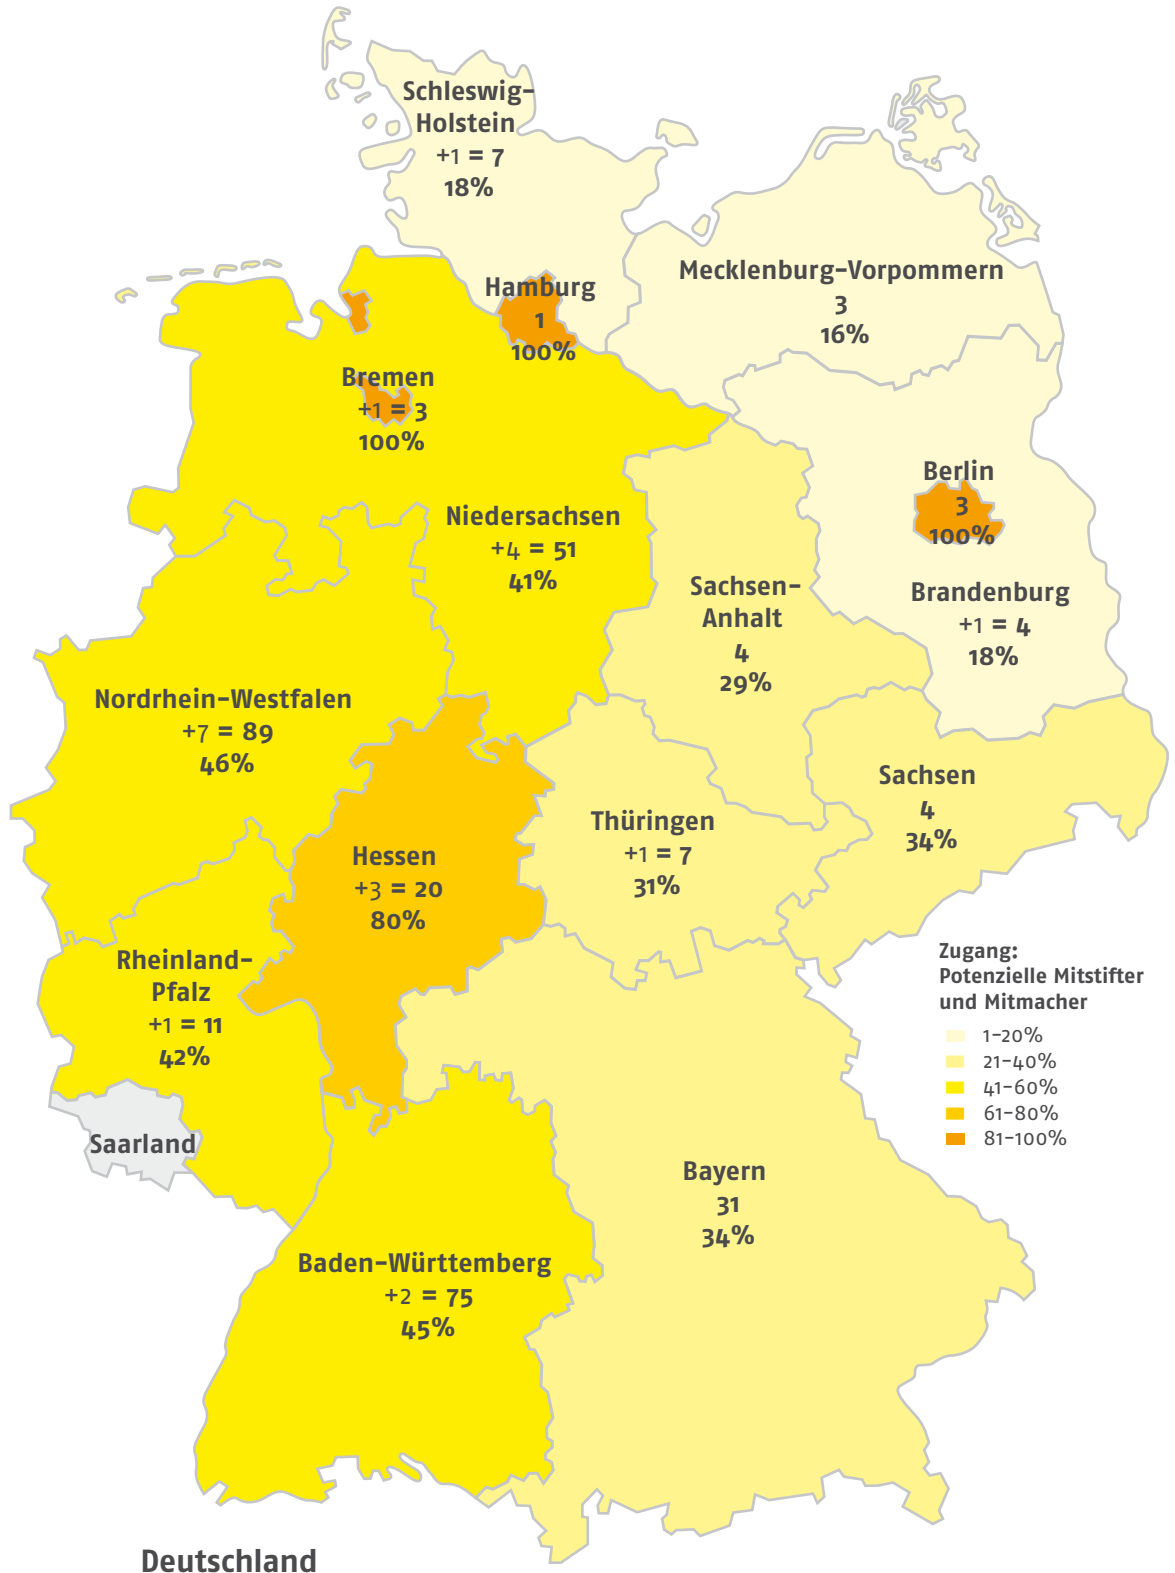 Schleswig-
Holstein
+1 = 7
18%
Mecklenburg-Vorpommern
3
16%
Hamburg
1
100%
Bremen
+1 = 3
100%
Berlin
3
100%
Niedersachsen
+4 = 51
41%
Sachsen-
Anhalt
4
29%
Brandenburg
+1 = 4
18%
Nordrhein-Westfalen
+7 = 89
46%
Sachsen
4
34%
Thüringen
+1 = 7
31%
Hessen
+3 = 20
80%
Rheinland-
Pfalz
+1 = 11
42%
Zugang:
Potenzielle Mitstifter
und Mitmacher
1-20%
21-40%
41-60%
61-80%
81-100%
Saarland
Bayern
31
34%
Baden-Württemberg
+2 = 75
45%
Deutschland